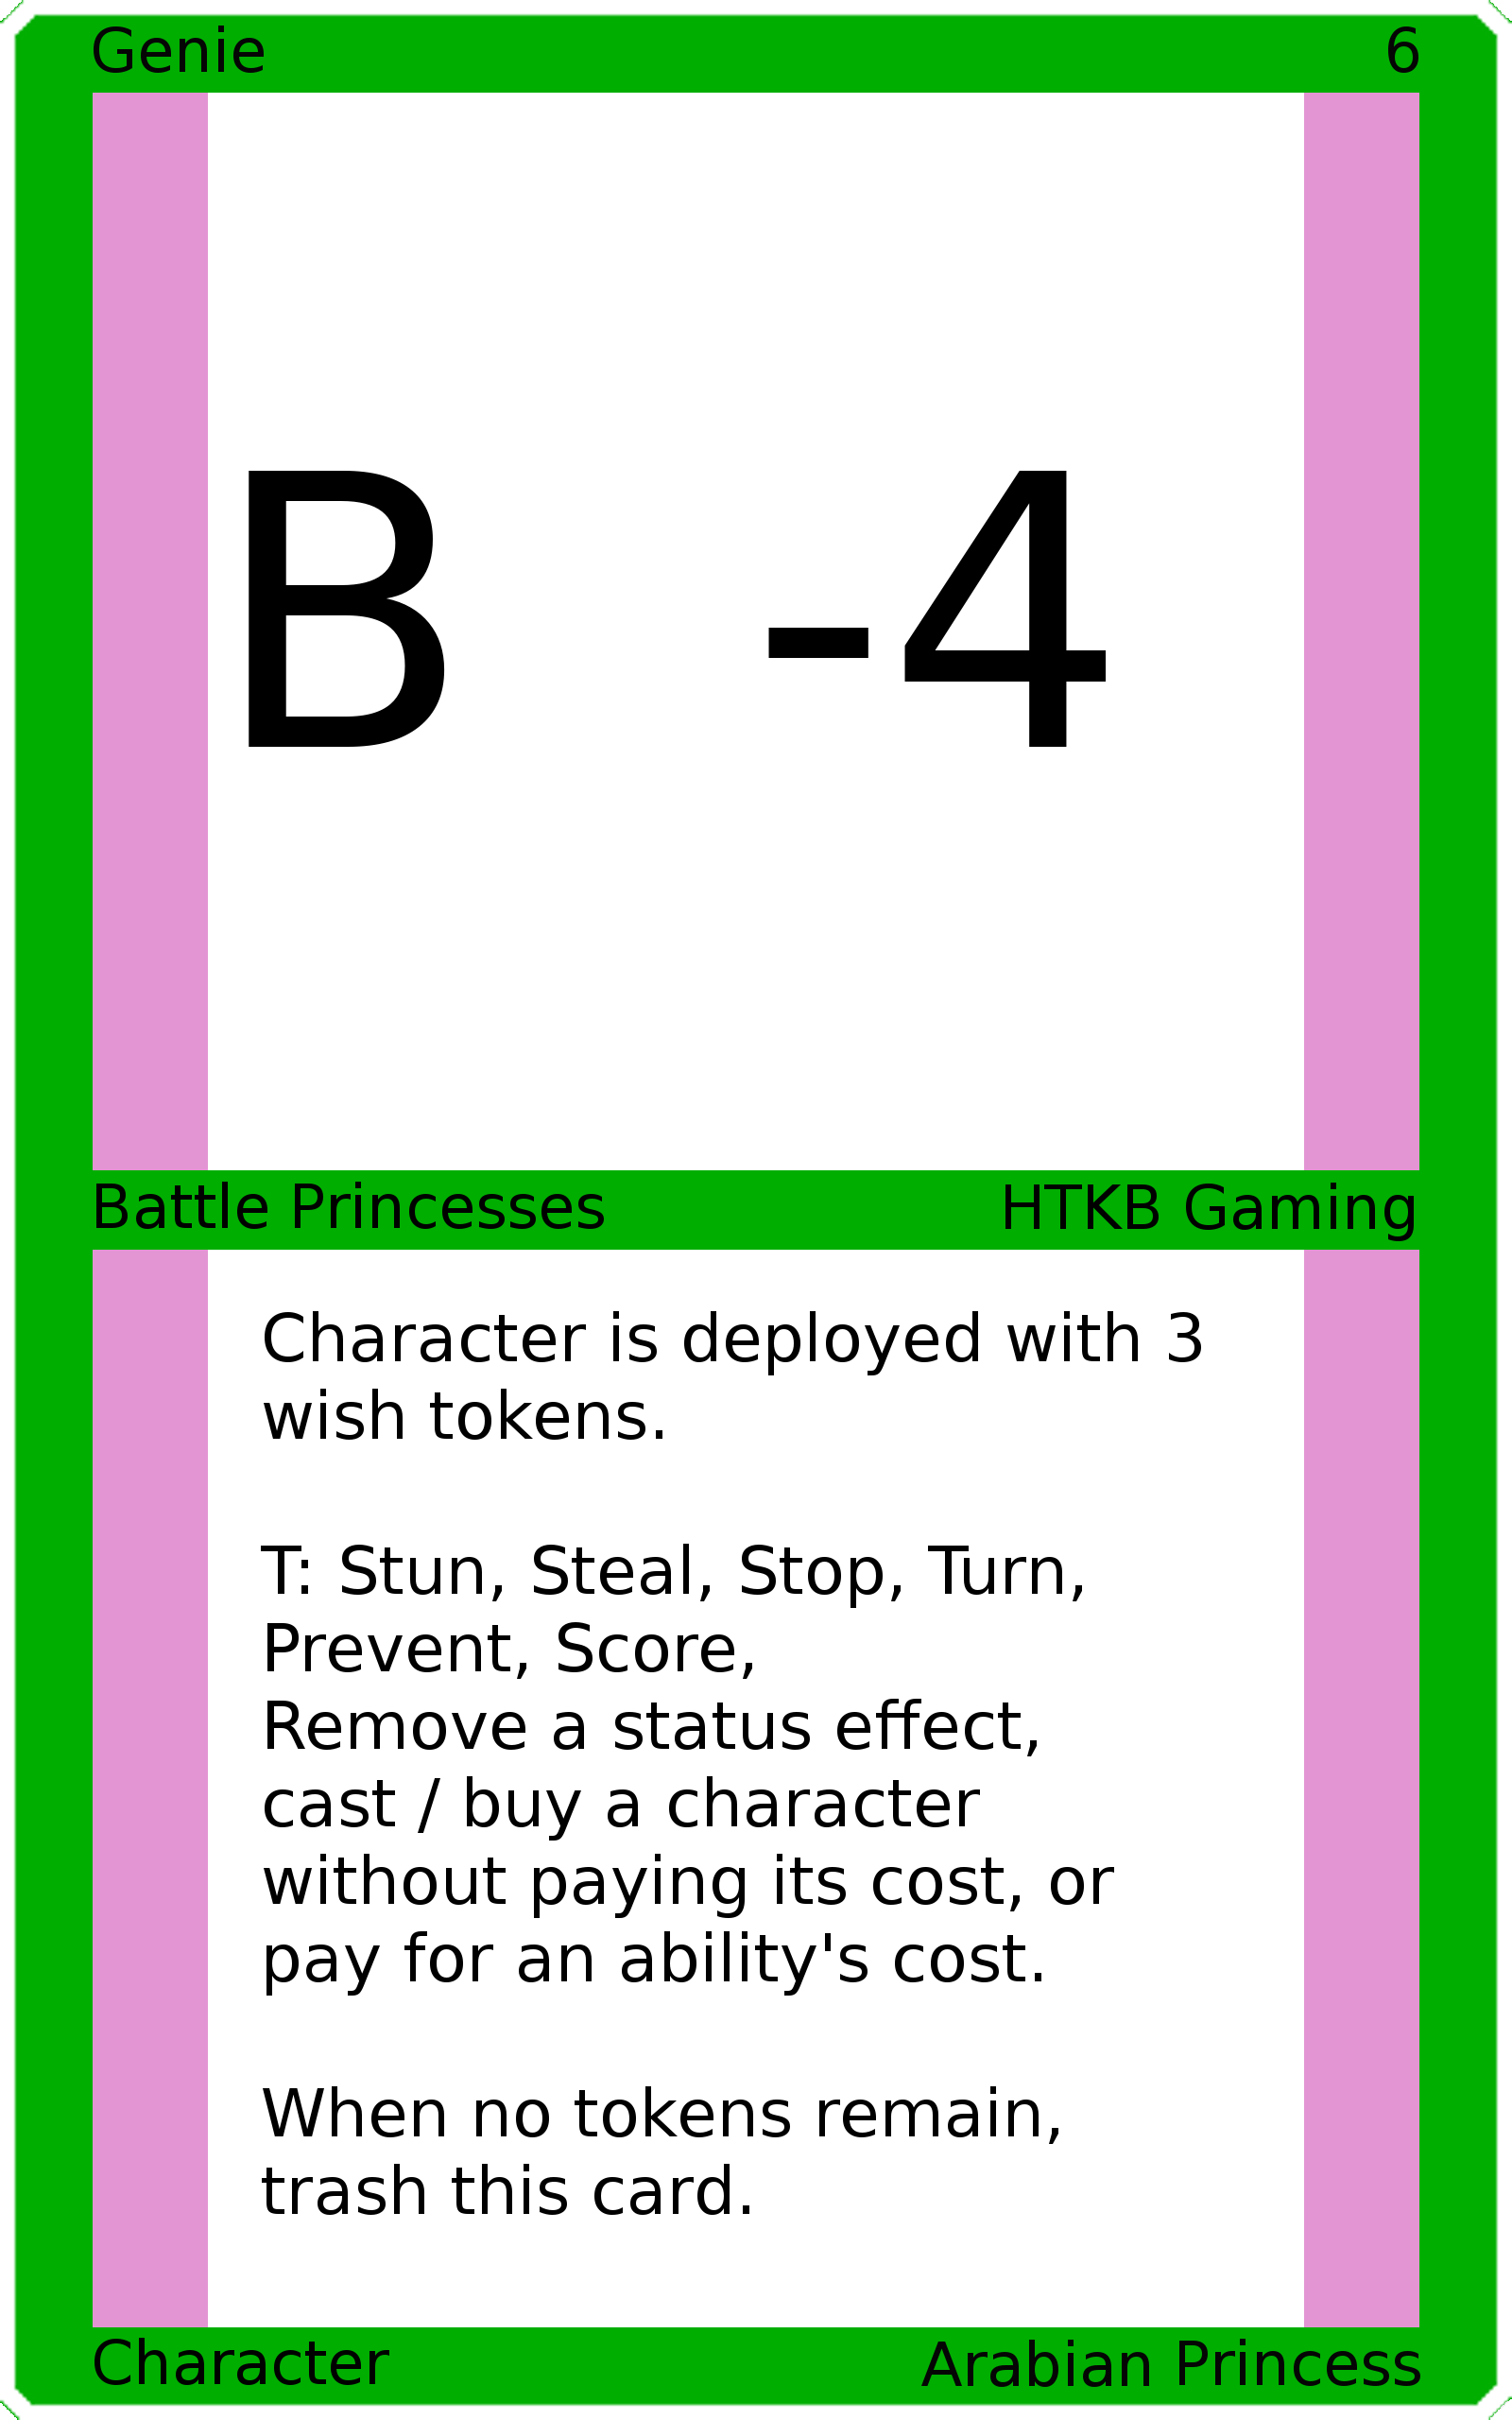 Genie 6
B -4
Battle Princesses HTKB Gaming
Character is deployed with 3
wish tokens.
T: Stun, Steal, Stop, Turn,
Prevent, Score,
Remove a status effect,
cast / buy a character
without paying its cost, or
pay for an ability's cost.
When no tokens remain,
trash this card.
Character Arabian Princess